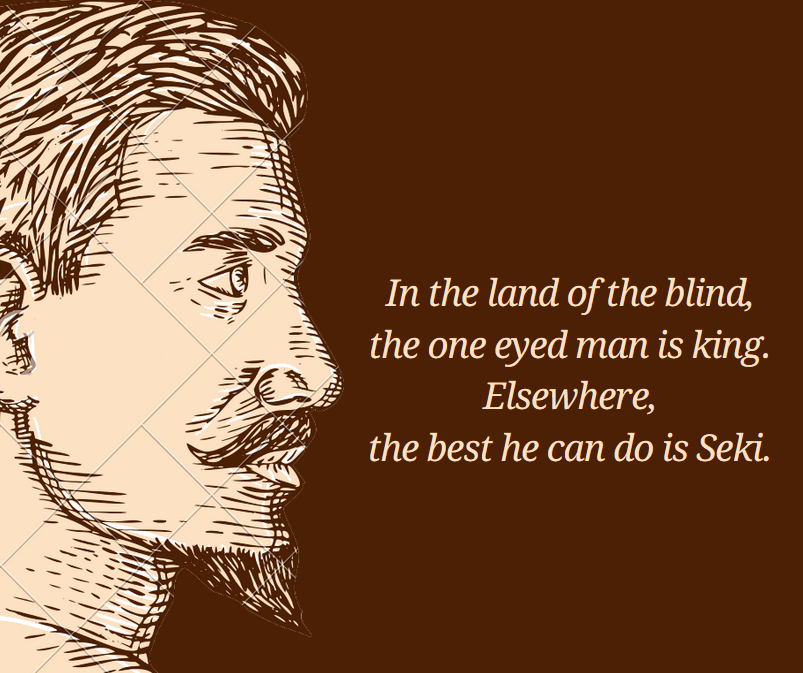 In the land of the blind,
the one eyed man is king.
Elsewhere,
the best he can do is Seki.